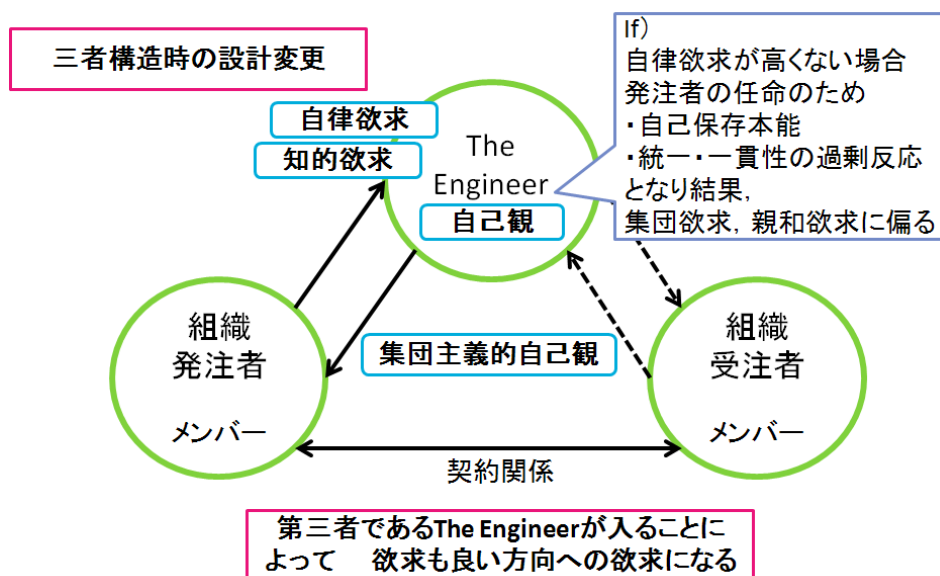 三者構造時の設計変更
If)
自律欲求が高くない場合
発注者の任命のため
・自己保存本能
・統一・一貫性の過剰反応
となり結果，
集団欲求，親和欲求に偏る
自律欲求
知的欲求
The
Engineer
自己観
組織
発注者
メンバー
集団主義的自己観
組織
受注者
メンバー
契約関係
第三者であるThe Engineerが入ることに
よって　欲求も良い方向への欲求になる